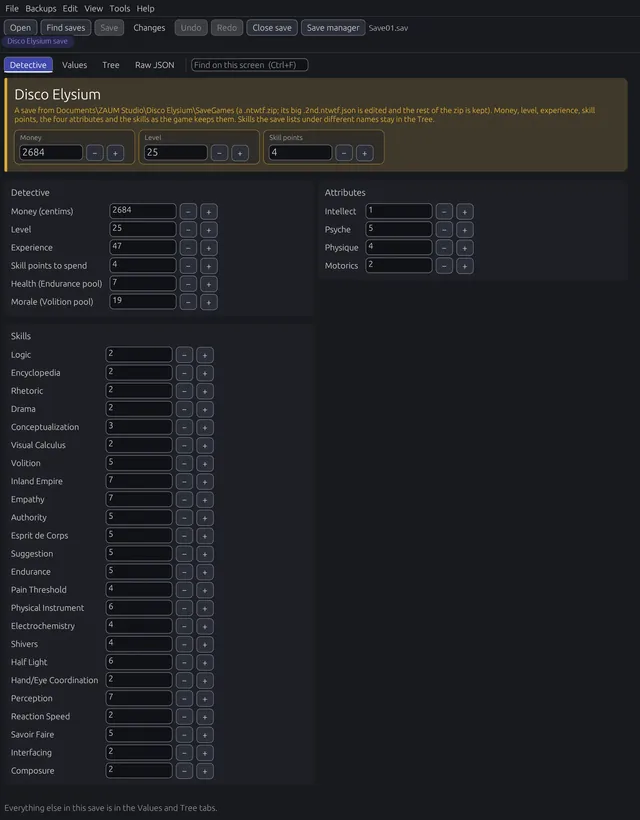 File Backups Edit View Tools Help
Open Find saves Save Changes Undo Redo Close save Save manager Save01.sav
Disco Elysium save
Detective Values Tree Raw JSON Find on this screen (Ctrl+F)
Disco Elysium
A save from Documents\ZAUM Studio\Disco Elysium\SaveGames (a .ntwtf.zip; its big .2nd.ntwtf.json is edited and the rest of the zip is kept). Money, level, experience, skill
points, the four attributes and the skills as the game keeps them. Skills the save lists under different names stay in the Tree.
Money Level Skill points
2684 − + 25 − + 4 − +
Detective
Money (centims) 2684 − +
Level 25 − +
Experience 47 − +
Skill points to spend 4 − +
Health (Endurance pool) 7 − +
Morale (Volition pool) 19 − +
Attributes
Intellect 1 − +
Psyche 5 − +
Physique 4 − +
Motorics 2 − +
Skills
Logic 2 − +
Encyclopedia 2 − +
Rhetoric 2 − +
Drama 2 − +
Conceptualization 3 − +
Visual Calculus 2 − +
Volition 5 − +
Inland Empire 7 − +
Empathy 7 − +
Authority 5 − +
Esprit de Corps 5 − +
Suggestion 5 − +
Endurance 5 − +
Pain Threshold 4 − +
Physical Instrument 6 − +
Electrochemistry 4 − +
Shivers 4 − +
Half Light 6 − +
Hand/Eye Coordination 2 − +
Perception 7 − +
Reaction Speed 2 − +
Savoir Faire 5 − +
Interfacing 2 − +
Composure 2 − +
Everything else in this save is in the Values and Tree tabs.